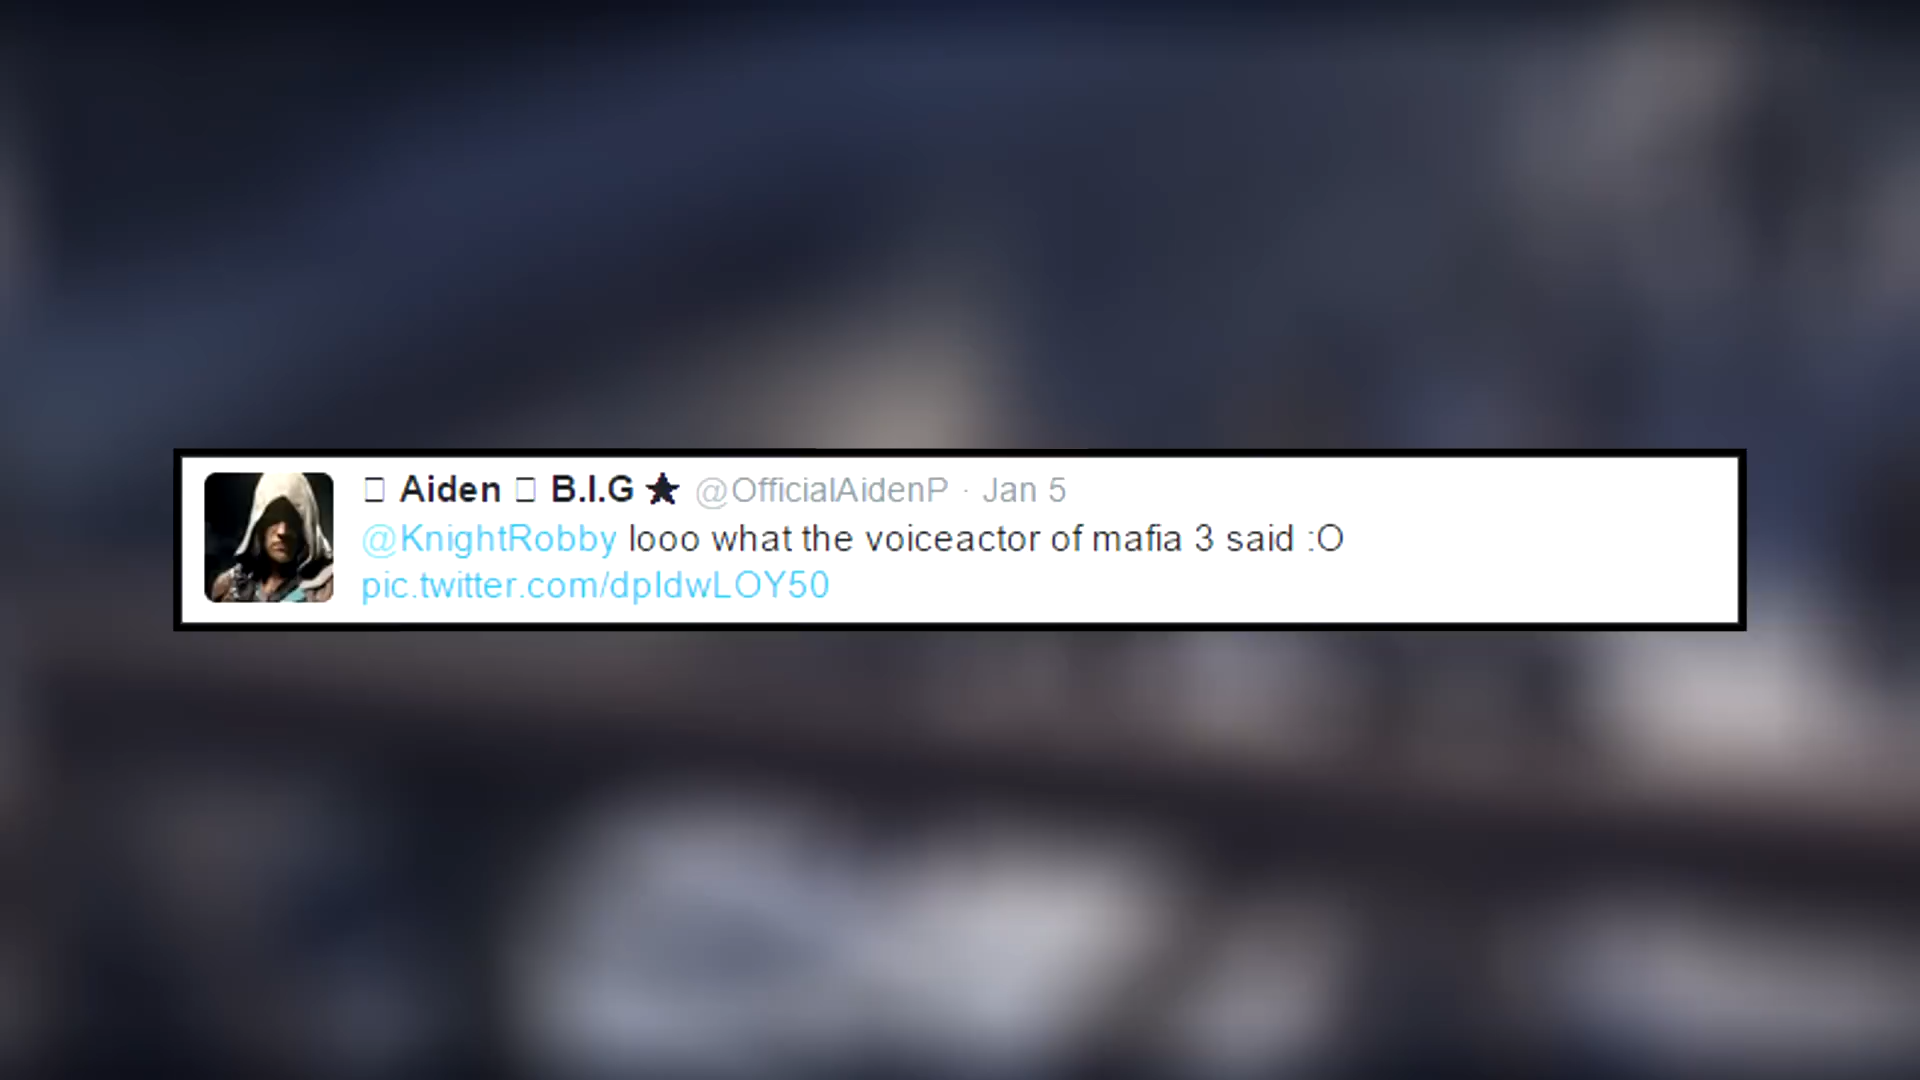 □ Aiden □ B.I.G ★ @OfficialAidenP · Jan 5
@KnightRobby looo what the voiceactor of mafia 3 said :O
pic.twitter.com/dpIdwLOY50